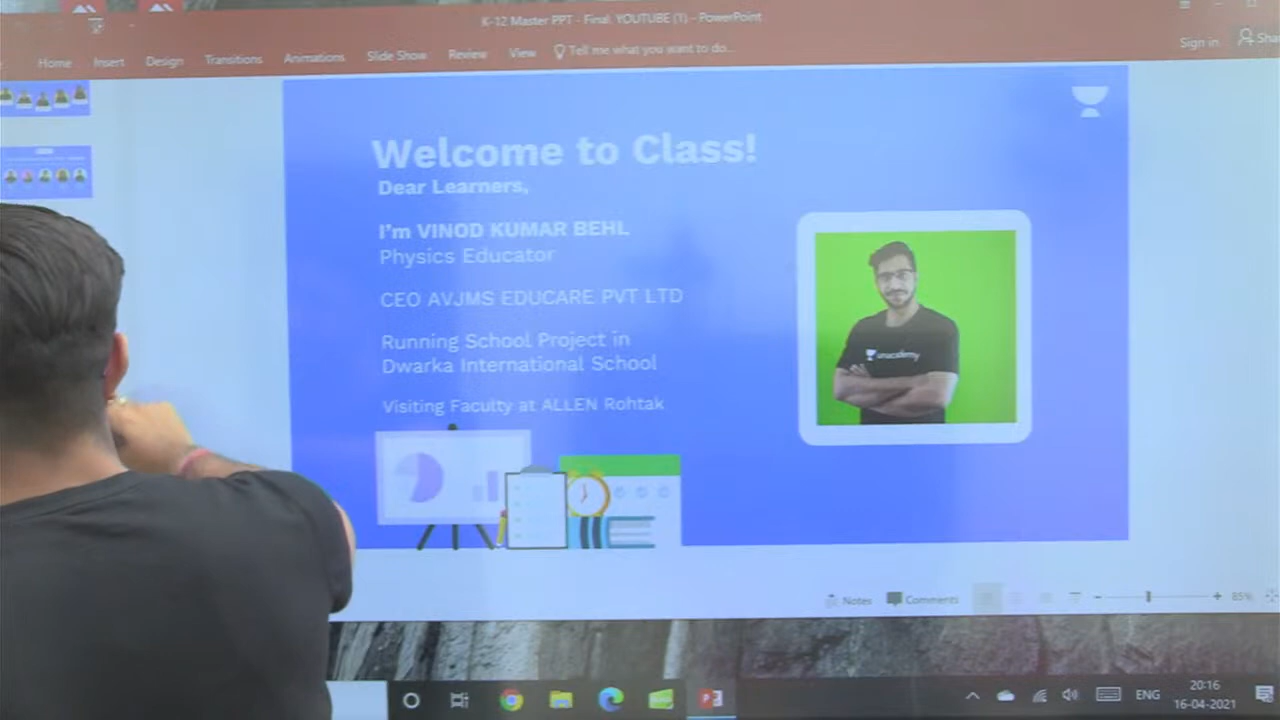 K-12 Master PPT - Final: YOUTUBE (1) - PowerPoint
Home Insert Design Transitions Animations Slide Show Review View Tell me what you want to do...
Sign in
Welcome to Class!
Dear Learners,
I'm VINOD KUMAR BEHL
Physics Educator
CEO AVJMS EDUCARE PVT LTD
Running School Project in
Dwarka International School
Visiting Faculty at ALLEN Rohtak
unacademy
Notes Comments 85%
ENG
20:16
16-04-2021